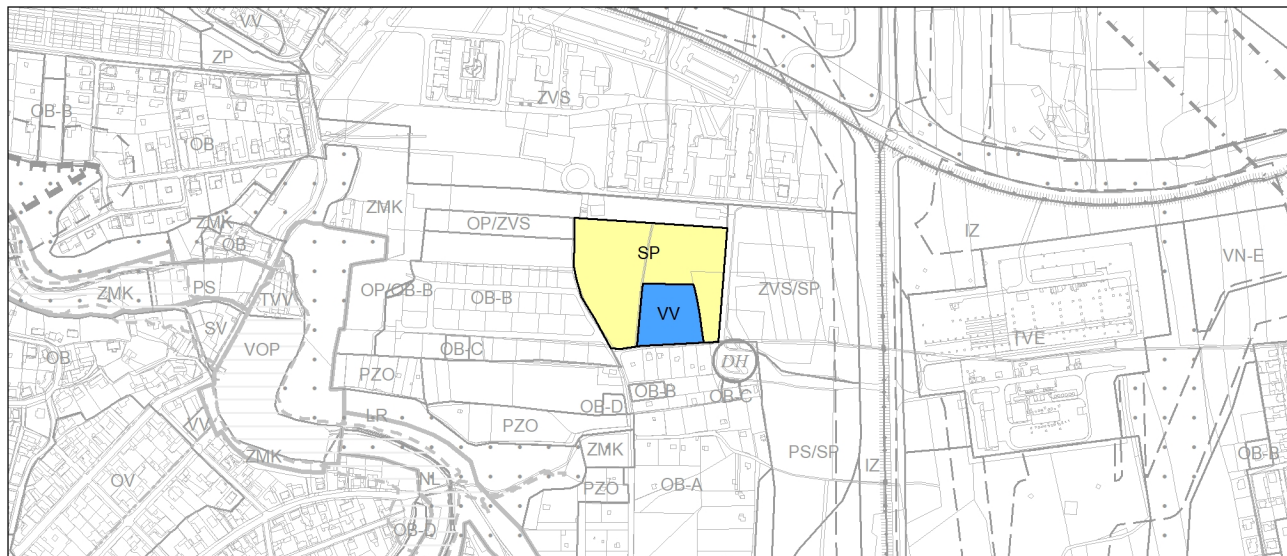 VV
ZP
ZVS
OB-B
OB
ZMK
ZMK
OP/ZVS
SP
IZ
VN-E
OB
PS
ZMK
TVV
OP/OB-B
OB-B
ZVS/SP
SV
VV
TVE
VOP
OB
OB-C
DH
PZO
OB-B
OB-C
OB-D
LR
PZO
VV
ZMK
ZMK
PS/SP
IZ
OB-B
OV
NL
PZO
OB-A
OB-D